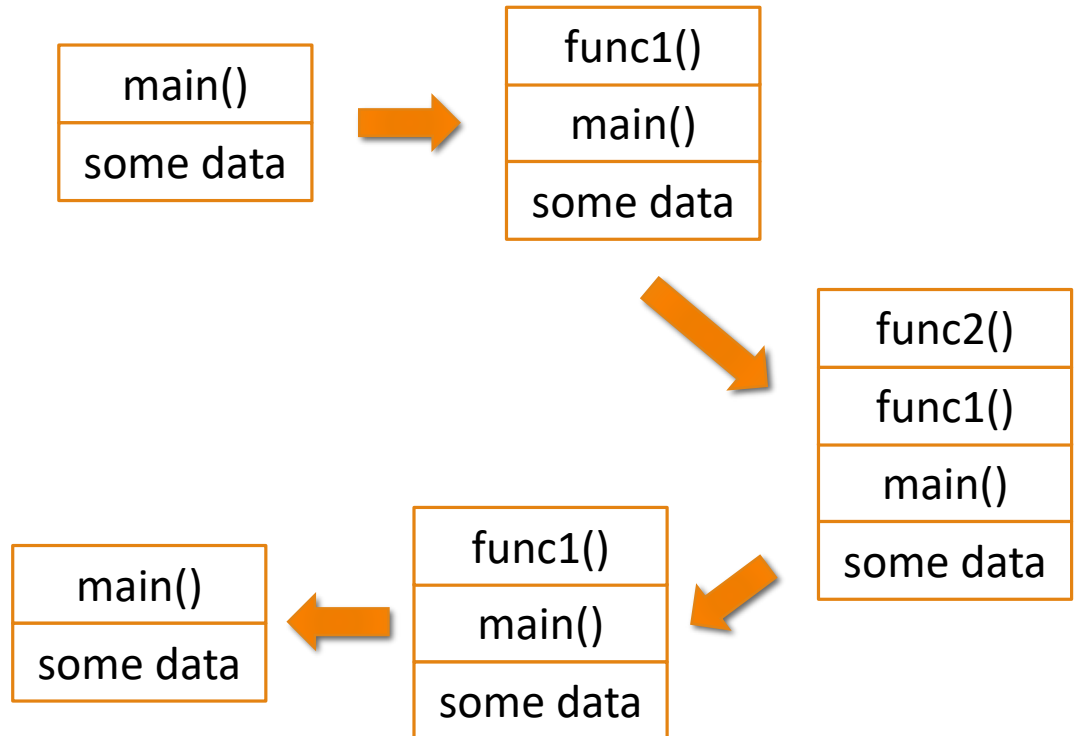 main()
some data
func1()
main()
some data
func2()
func1()
main()
some data
func1()
main()
some data
main()
some data